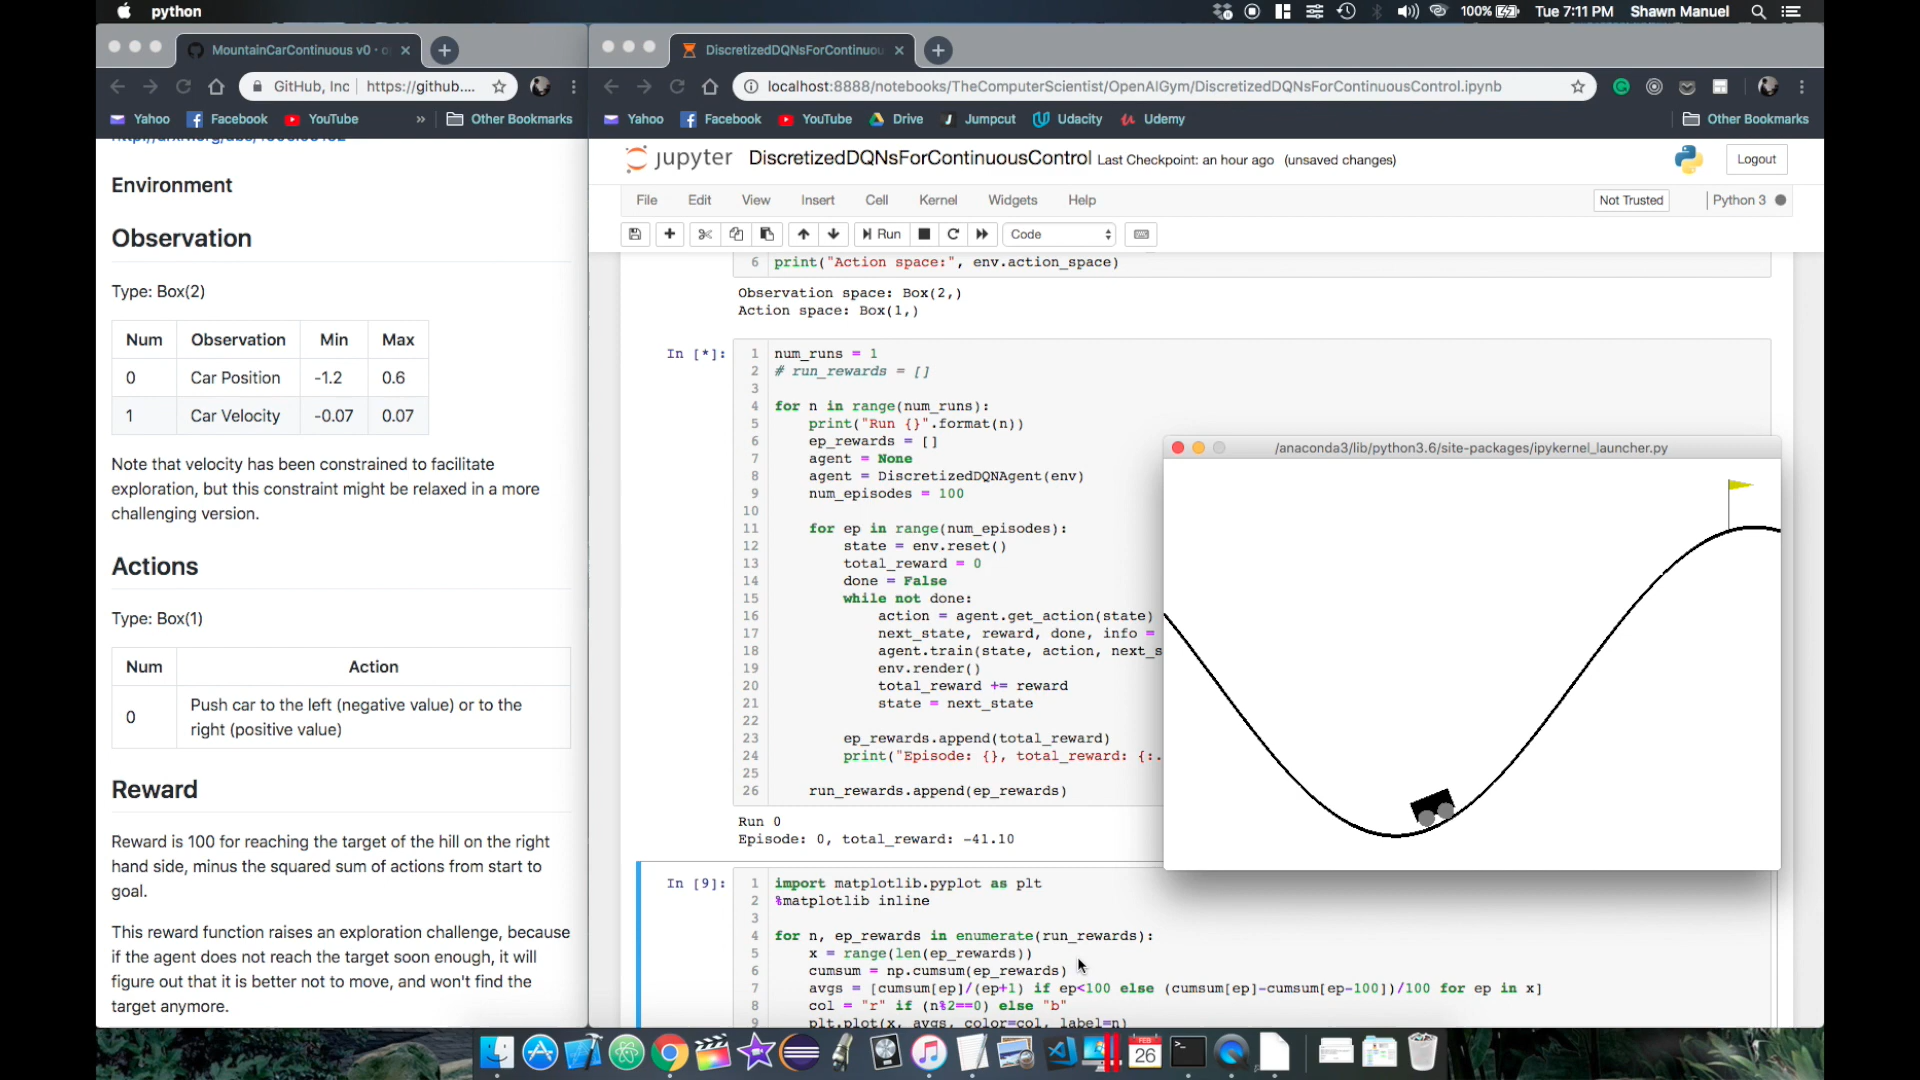 python
100%
Tue 7:11 PM
Shawn Manuel
MountainCarContinuous v0 · o
GitHub, Inc
https://github....
Yahoo
Facebook
YouTube
»
Other Bookmarks
Environment
Observation
Type: Box(2)
Num Observation Min Max
0 Car Position -1.2 0.6
1 Car Velocity -0.07 0.07
Note that velocity has been constrained to facilitate
exploration, but this constraint might be relaxed in a more
challenging version.
Actions
Type: Box(1)
Num Action
0 Push car to the left (negative value) or to the
right (positive value)
Reward
Reward is 100 for reaching the target of the hill on the right
hand side, minus the squared sum of actions from start to
goal.
This reward function raises an exploration challenge, because
if the agent does not reach the target soon enough, it will
figure out that it is better not to move, and won't find the
target anymore.
DiscretizedDQNsForContinuou
localhost:8888/notebooks/TheComputerScientist/OpenAIGym/DiscretizedDQNsForContinuousControl.ipynb
Yahoo
Facebook
YouTube
Drive
Jumpcut
Udacity
Udemy
Other Bookmarks
jupyter DiscretizedDQNsForContinuousControl Last Checkpoint: an hour ago (unsaved changes)
Logout
File Edit View Insert Cell Kernel Widgets Help
Not Trusted
Python 3
Run
Code
6 print("Action space:", env.action_space)
Observation space: Box(2,)
Action space: Box(1,)
In [*]:
1 num_runs = 1
2 # run_rewards = []
3
4 for n in range(num_runs):
5 print("Run {}".format(n))
6 ep_rewards = []
7 agent = None
8 agent = DiscretizedDQNAgent(env)
9 num_episodes = 100
10
11 for ep in range(num_episodes):
12 state = env.reset()
13 total_reward = 0
14 done = False
15 while not done:
16 action = agent.get_action(state)
17 next_state, reward, done, info =
18 agent.train(state, action, next_s
19 env.render()
20 total_reward += reward
21 state = next_state
22
23 ep_rewards.append(total_reward)
24 print("Episode: {}, total_reward: {:.
25
26 run_rewards.append(ep_rewards)
Run 0
Episode: 0, total_reward: -41.10
/anaconda3/lib/python3.6/site-packages/ipykernel_launcher.py
In [9]:
1 import matplotlib.pyplot as plt
2 %matplotlib inline
3
4 for n, ep_rewards in enumerate(run_rewards):
5 x = range(len(ep_rewards))
6 cumsum = np.cumsum(ep_rewards)
7 avgs = [cumsum[ep]/(ep+1) if ep<100 else (cumsum[ep]-cumsum[ep-100])/100 for ep in x]
8 col = "r" if (n%2==0) else "b"
9 plt.plot(x, avgs, color=col, label=n)
FEB
26